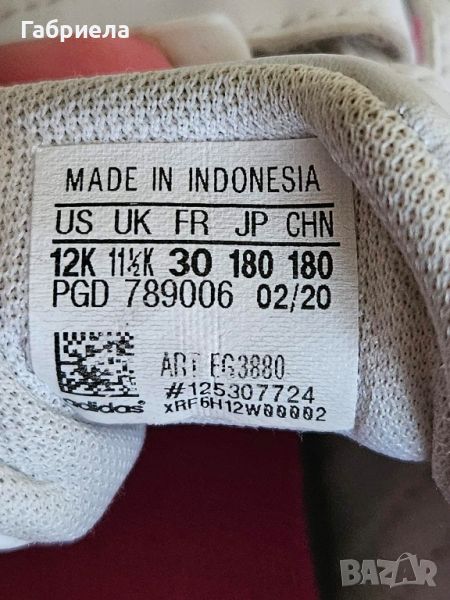 Габриела
MADE IN INDONESIA
US UK FR JP CHN
12K 11½K 30 180 180
PGD 789006 02/20
ART EG3880
#125307724
adidas xRF6H12W00002
BAZAR